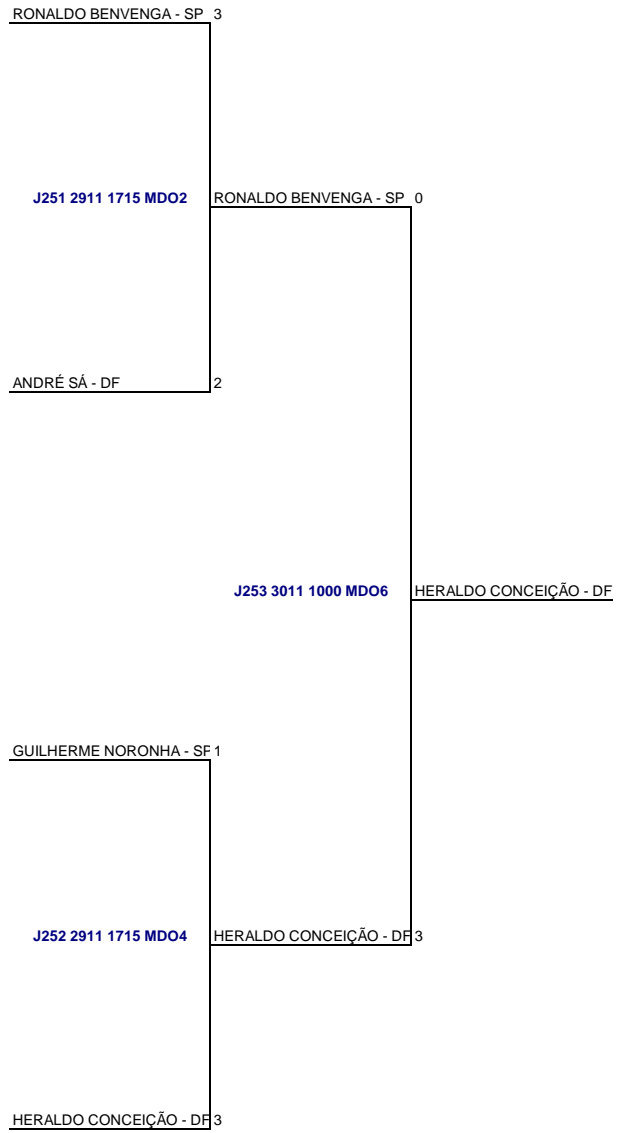 RONALDO BENVENGA - SP 3
J251 2911 1715 MDO2
RONALDO BENVENGA - SP 0
ANDRÉ SÁ - DF 2
J253 3011 1000 MDO6
HERALDO CONCEIÇÃO - DF
GUILHERME NORONHA - SP 1
J252 2911 1715 MDO4
HERALDO CONCEIÇÃO - DF 3
HERALDO CONCEIÇÃO - DF 3